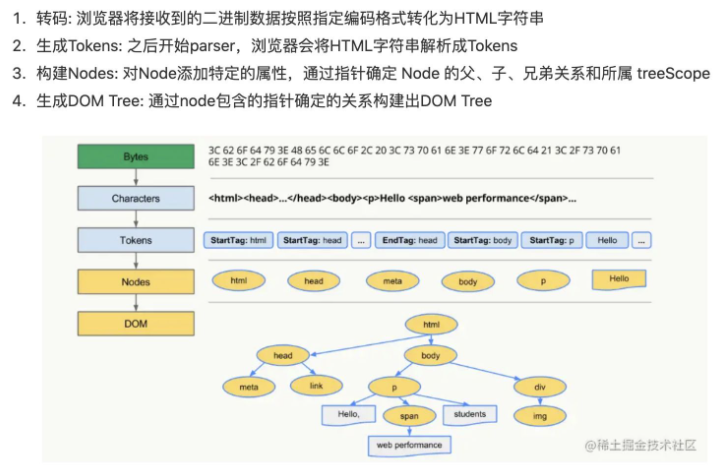 1. 转码: 浏览器将接收到的二进制数据按照指定编码格式转化为HTML字符串
2. 生成Tokens: 之后开始parser，浏览器会将HTML字符串解析成Tokens
3. 构建Nodes: 对Node添加特定的属性，通过指针确定 Node 的父、子、兄弟关系和所属 treeScope
4. 生成DOM Tree: 通过node包含的指针确定的关系构建出DOM Tree
Bytes
3C 62 6F 64 79 3E 48 65 6C 6C 6F 2C 20 3C 73 70 61 6E 3E 77 6F 72 6C 64 21 3C 2F 73 70 61
6E 3E 3C 2F 62 6F 64 79 3E
Characters
<html><head>...</head><body><p>Hello <span>web performance</span>...
Tokens
StartTag: html StartTag: head ... EndTag: head StartTag: body StartTag: p Hello ...
Nodes
html head meta body p Hello
DOM
html
head body
meta link p div
Hello, span students img
web performance
@稀土掘金技术社区